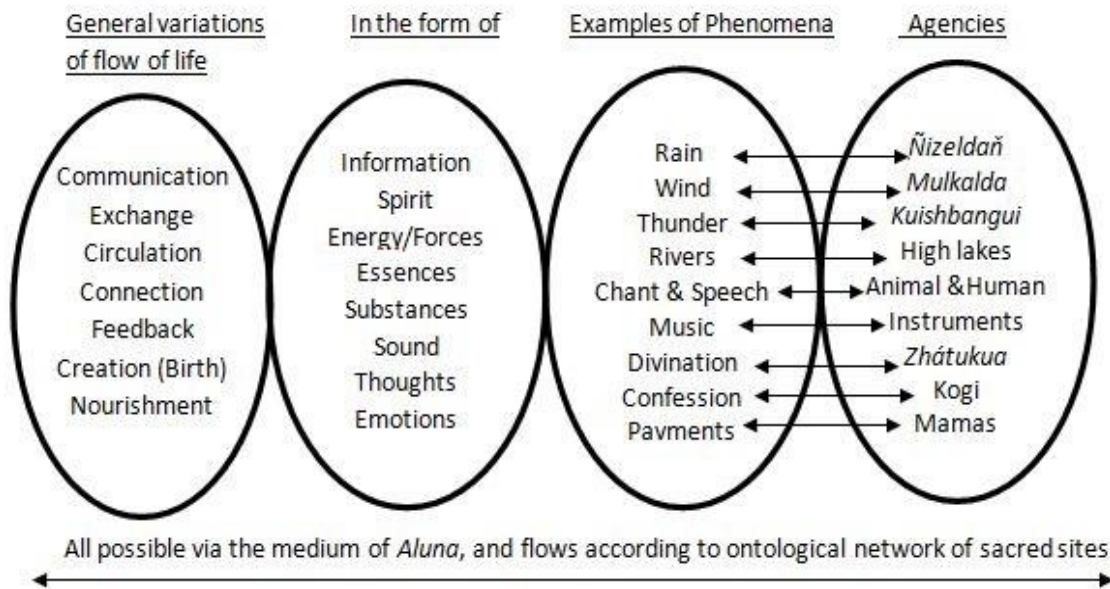 General variations of flow of life
In the form of
Examples of Phenomena
Agencies
Communication
Exchange
Circulation
Connection
Feedback
Creation (Birth)
Nourishment
Information
Spirit
Energy/Forces
Essences
Substances
Sound
Thoughts
Emotions
Rain
Wind
Thunder
Rivers
Chant & Speech
Music
Divination
Confession
Payments
Ñizeldaň
Mulkalda
Kuishbangui
High lakes
Animal &Human
Instruments
Zhátukua
Kogi
Mamas
All possible via the medium of Aluna, and flows according to ontological network of sacred sites